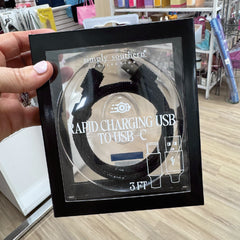 simply southern
RAPID CHARGING USB
TO USB-C
3 FT